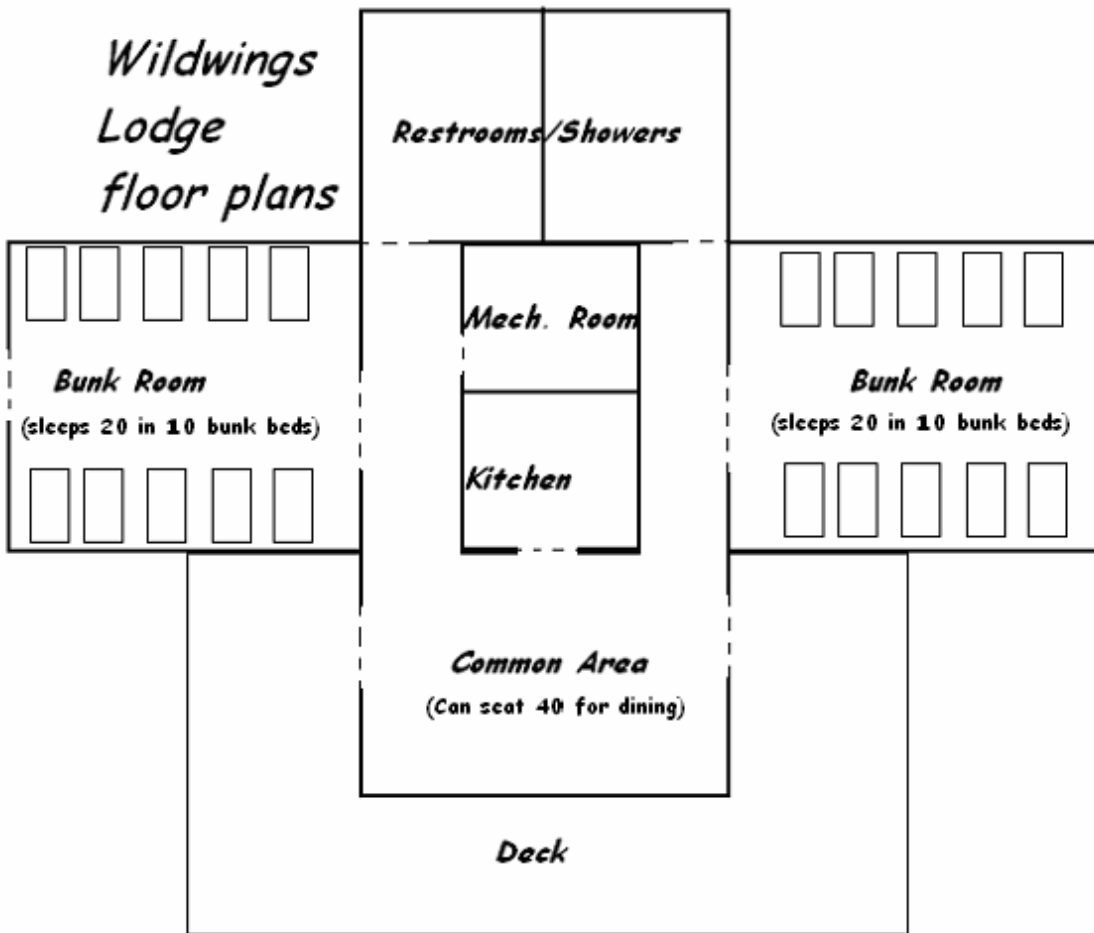 Wildwings
Lodge
floor plans
Restrooms/Showers
Mech. Room
Bunk Room
(sleeps 20 in 10 bunk beds)
Bunk Room
(sleeps 20 in 10 bunk beds)
Kitchen
Common Area
(Can seat 40 for dining)
Deck